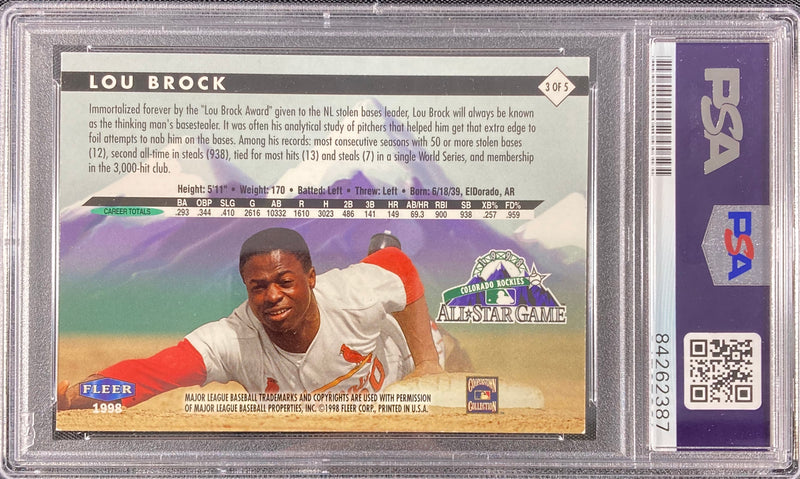 LOU BROCK
3 OF 5
Immortalized forever by the "Lou Brock Award" given to the NL stolen bases leader, Lou Brock will always be known
as the thinking man's basestealer. It was often his analytical study of pitchers that helped him get that extra edge to
foil attempts to nab him on the bases. Among his records: most consecutive seasons with 50 or more stolen bases
(12), second all-time in steals (938), tied for most hits (13) and steals (7) in a single World Series, and membership
in the 3,000-hit club.
Height: 5'11" • Weight: 170 • Batted: Left • Threw: Left • Born: 6/18/39, ElDorado, AR
BA OBP SLG G AB R H 2B 3B HR AB/HR RBI SB XB% FD%
CAREER TOTALS .293 .344 .410 2616 10332 1610 3023 486 141 149 69.3 900 938 .257 .959
COLORADO ROCKIES
ALL★STAR GAME™
FLEER
1998
MAJOR LEAGUE BASEBALL TRADEMARKS AND COPYRIGHTS ARE USED WITH PERMISSION
OF MAJOR LEAGUE BASEBALL PROPERTIES, INC. ©1998 FLEER CORP., PRINTED IN U.S.A.
COOPERSTOWN
COLLECTION
PSA
PSA
84262387